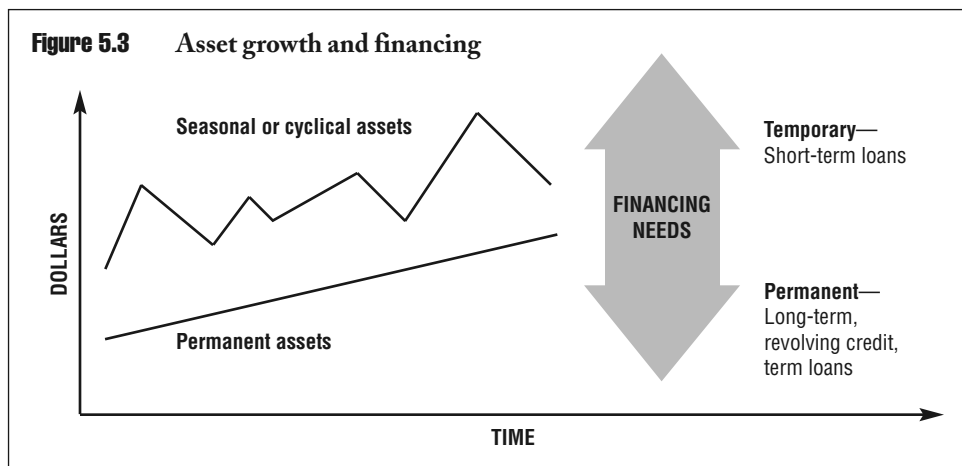 Figure 5.3 Asset growth and financing
Seasonal or cyclical assets
Permanent assets
DOLLARS
TIME
FINANCING
NEEDS
Temporary—
Short-term loans
Permanent—
Long-term,
revolving credit,
term loans